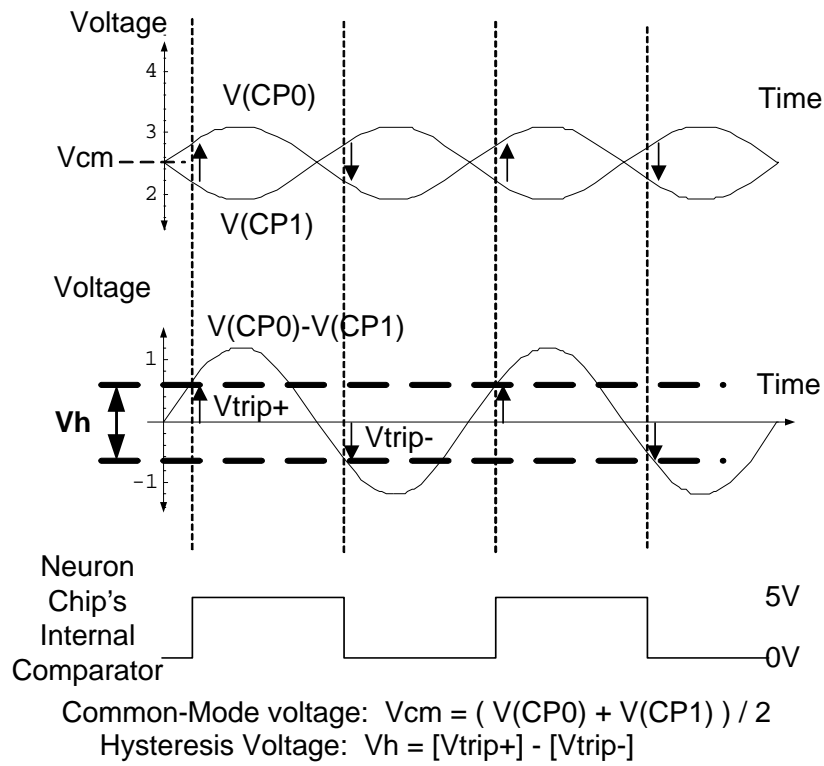 Voltage
4
V(CP0)
Time
3
Vcm
2
V(CP1)
Voltage
V(CP0)-V(CP1)
1
Time
Vtrip+
Vh
Vtrip-
-1
Neuron
Chip's
5V
Internal
Comparator
0V
Common-Mode voltage: Vcm = ( V(CP0) + V(CP1) ) / 2
Hysteresis Voltage: Vh = [Vtrip+] - [Vtrip-]